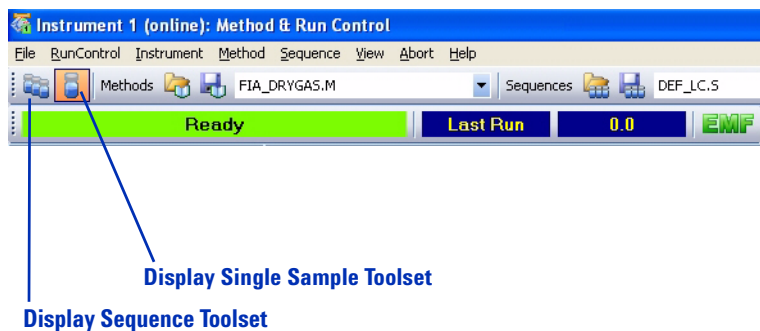 Instrument 1 (online): Method & Run Control
File RunControl Instrument Method Sequence View Abort Help
Methods FIA_DRYGAS.M Sequences DEF_LC.S
Ready Last Run 0.0 EMF
Display Single Sample Toolset
Display Sequence Toolset